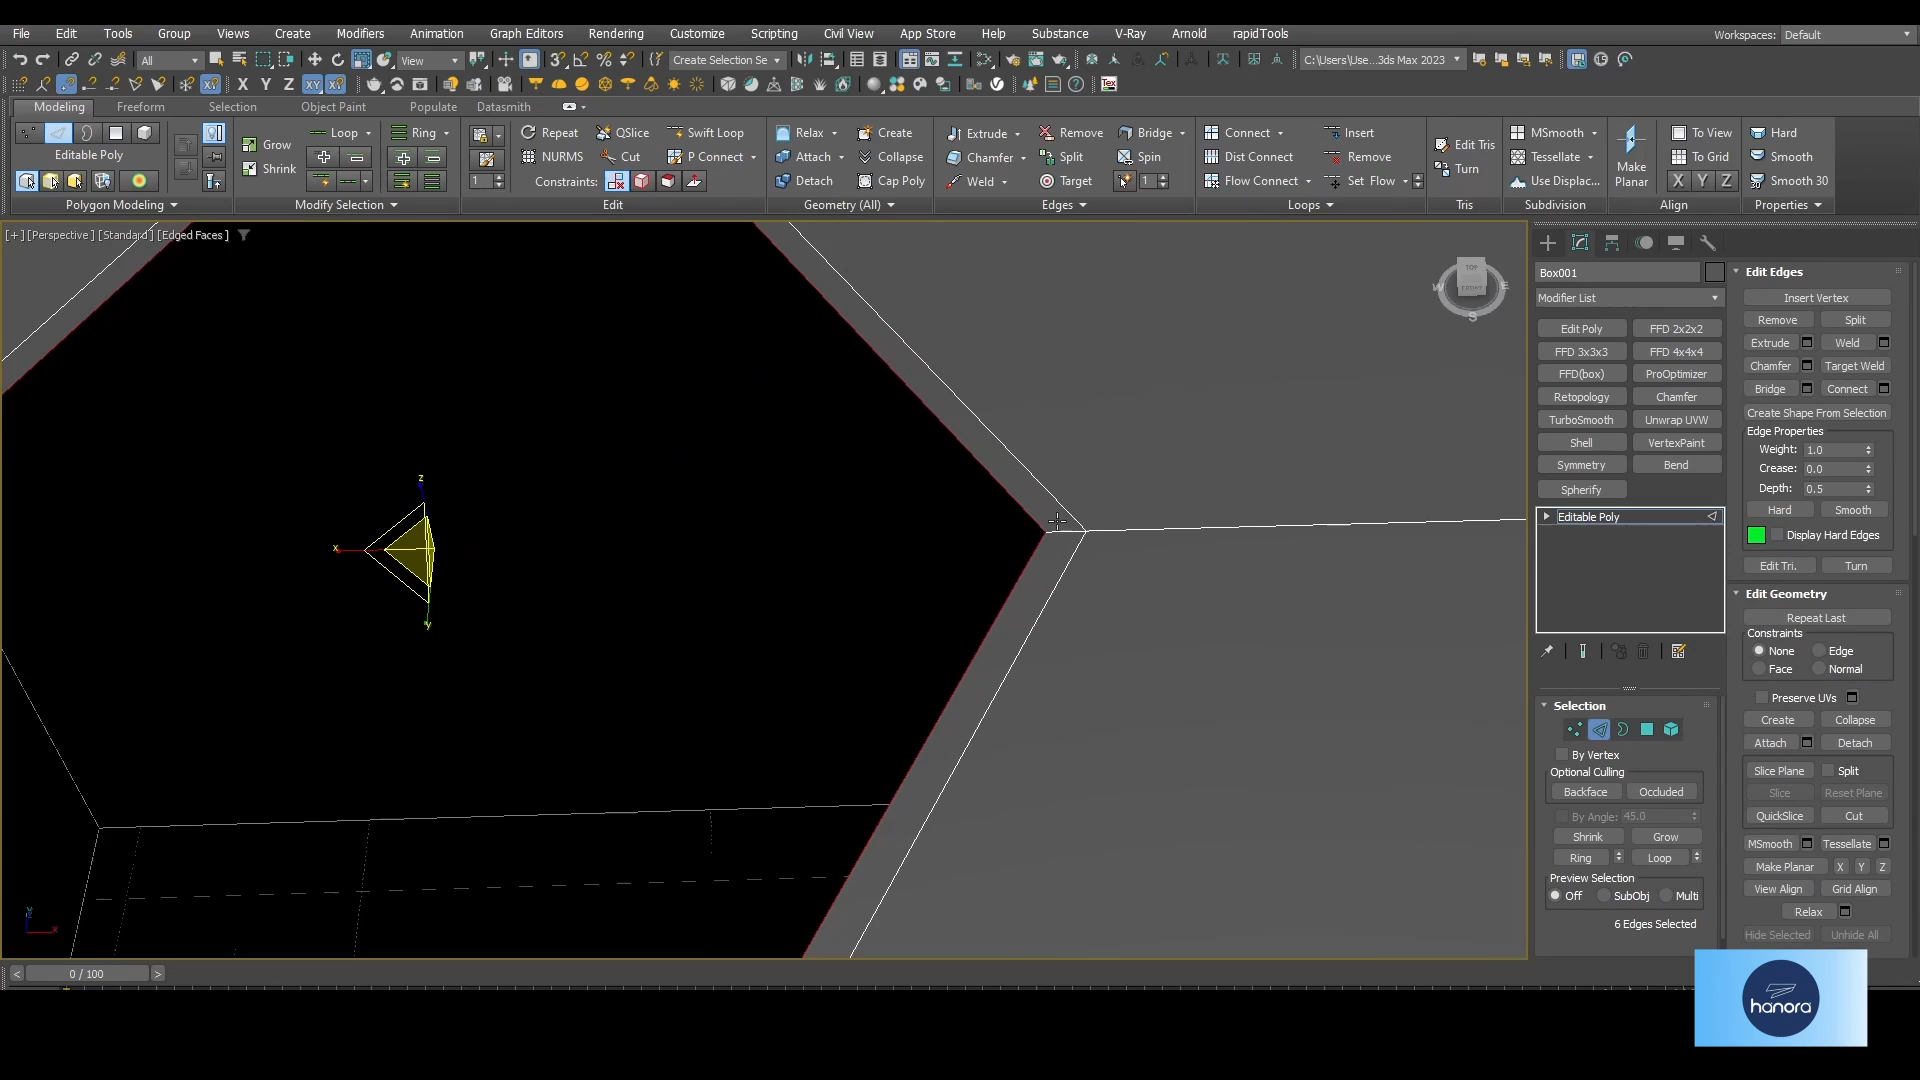 File Edit Tools Group Views Create Modifiers Animation Graph Editors Rendering Customize Scripting Civil View App Store Help Substance V-Ray Arnold rapidTools Workspaces: Default
All View Create Selection Se C:\Users\Use...3ds Max 2023
X Y Z XY
Modeling Freeform Selection Object Paint Populate Datasmith
Loop Ring Repeat QSlice Swift Loop Relax Create Extrude Remove Bridge Connect Insert MSmooth To View Hard
Editable Poly Grow NURMS Cut P Connect Attach Collapse Chamfer Split Spin Dist Connect Remove Edit Tris Tessellate To Grid Smooth
Shrink 1 Constraints: Detach Cap Poly Weld Target 1 Flow Connect Set Flow Turn Use Displac... Make Planar X Y Z Smooth 30
Polygon Modeling Modify Selection Edit Geometry (All) Edges Loops Tris Subdivision Align Properties
[+] [Perspective ] [Standard ] [Edged Faces ]
TOP
FRONT
W E
S
z
x
y
Box001
Modifier List
Edit Poly FFD 2x2x2
FFD 3x3x3 FFD 4x4x4
FFD(box) ProOptimizer
Retopology Chamfer
TurboSmooth Unwrap UVW
Shell VertexPaint
Symmetry Bend
Spherify
Editable Poly
Selection
By Vertex
Optional Culling
Backface Occluded
By Angle: 45.0
Shrink Grow
Ring Loop
Preview Selection
Off SubObj Multi
6 Edges Selected
Edit Edges
Insert Vertex
Remove Split
Extrude Weld
Chamfer Target Weld
Bridge Connect
Create Shape From Selection
Edge Properties
Weight: 1.0
Crease: 0.0
Depth: 0.5
Hard Smooth
Display Hard Edges
Edit Tri. Turn
Edit Geometry
Repeat Last
Constraints
None Edge
Face Normal
Preserve UVs
Create Collapse
Attach Detach
Slice Plane Split
Slice Reset Plane
QuickSlice Cut
MSmooth Tessellate
Make Planar X Y Z
View Align Grid Align
Relax
Hide Selected Unhide All
< 0 / 100 >
hanora